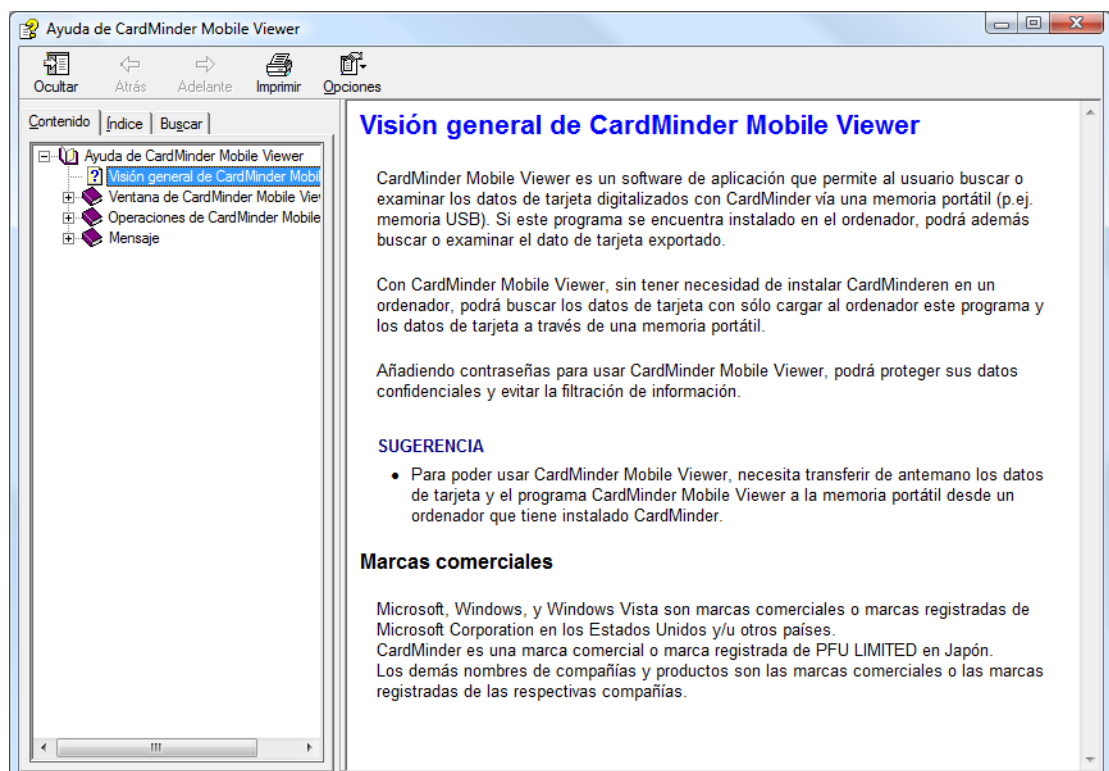 Ayuda de CardMinder Mobile Viewer
Ocultar Atrás Adelante Imprimir Opciones
Contenido Índice Buscar
Ayuda de CardMinder Mobile Viewer
Visión general de CardMinder Mobil
Ventana de CardMinder Mobile Vie
Operaciones de CardMinder Mobile
Mensaje
Visión general de CardMinder Mobile Viewer
CardMinder Mobile Viewer es un software de aplicación que permite al usuario buscar o
examinar los datos de tarjeta digitalizados con CardMinder vía una memoria portátil (p.ej.
memoria USB). Si este programa se encuentra instalado en el ordenador, podrá además
buscar o examinar el dato de tarjeta exportado.
Con CardMinder Mobile Viewer, sin tener necesidad de instalar CardMinderen en un
ordenador, podrá buscar los datos de tarjeta con sólo cargar al ordenador este programa y
los datos de tarjeta a través de una memoria portátil.
Añadiendo contraseñas para usar CardMinder Mobile Viewer, podrá proteger sus datos
confidenciales y evitar la filtración de información.
SUGERENCIA
• Para poder usar CardMinder Mobile Viewer, necesita transferir de antemano los datos
de tarjeta y el programa CardMinder Mobile Viewer a la memoria portátil desde un
ordenador que tiene instalado CardMinder.
Marcas comerciales
Microsoft, Windows, y Windows Vista son marcas comerciales o marcas registradas de
Microsoft Corporation en los Estados Unidos y/u otros países.
CardMinder es una marca comercial o marca registrada de PFU LIMITED en Japón.
Los demás nombres de compañías y productos son las marcas comerciales o las marcas
registradas de las respectivas compañías.